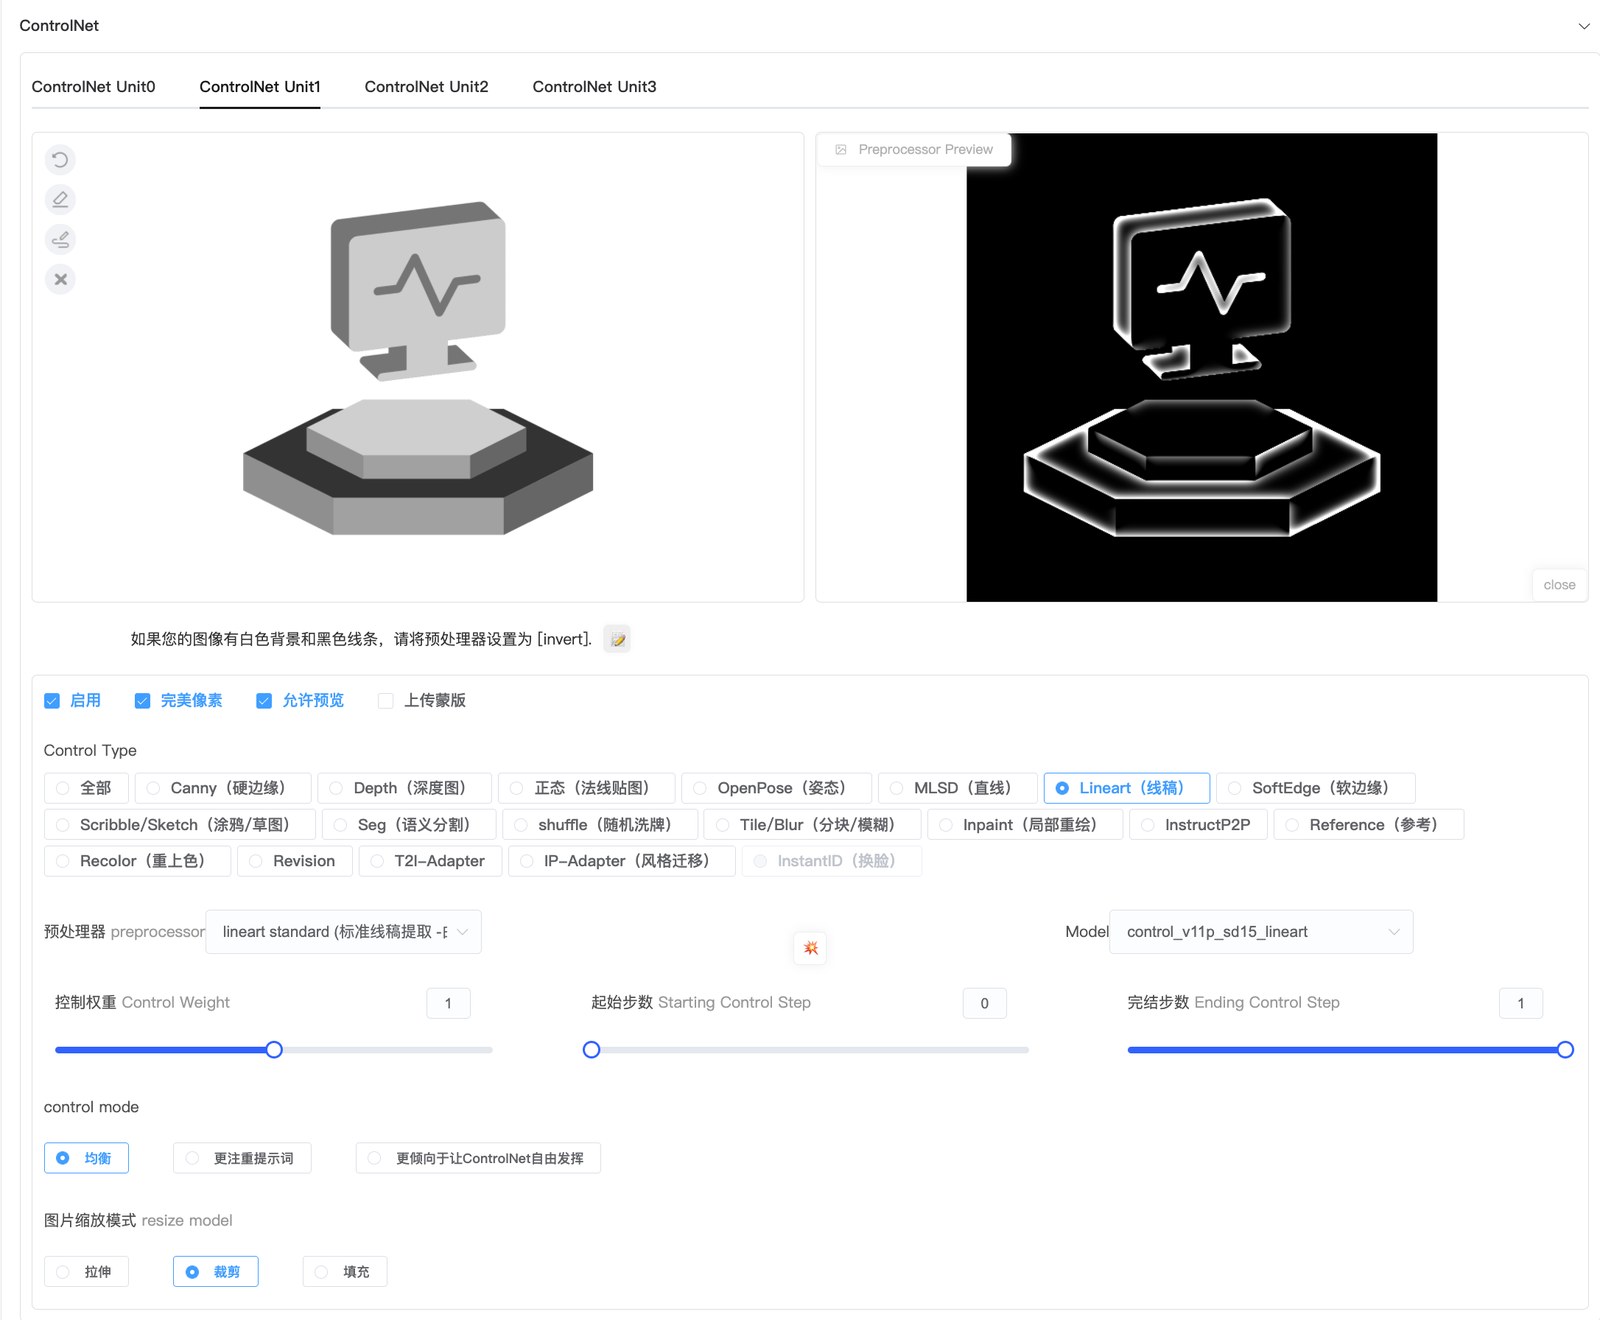 ControlNet
ControlNet Unit0 ControlNet Unit1 ControlNet Unit2 ControlNet Unit3
Preprocessor Preview
close
如果您的图像有白色背景和黑色线条，请将预处理器设置为 [invert].
启用 完美像素 允许预览 上传蒙版
Control Type
全部 Canny（硬边缘） Depth（深度图） 正态（法线贴图） OpenPose（姿态） MLSD（直线） Lineart（线稿） SoftEdge（软边缘）
Scribble/Sketch（涂鸦/草图） Seg（语义分割） shuffle（随机洗牌） Tile/Blur（分块/模糊） Inpaint（局部重绘） InstructP2P Reference（参考）
Recolor（重上色） Revision T2I-Adapter IP-Adapter（风格迁移） InstantID（换脸）
预处理器 preprocessor lineart standard (标准线稿提取 - Model control_v11p_sd15_lineart
控制权重 Control Weight 1 起始步数 Starting Control Step 0 完结步数 Ending Control Step 1
control mode
均衡 更注重提示词 更倾向于让ControlNet自由发挥
图片缩放模式 resize model
拉伸 裁剪 填充